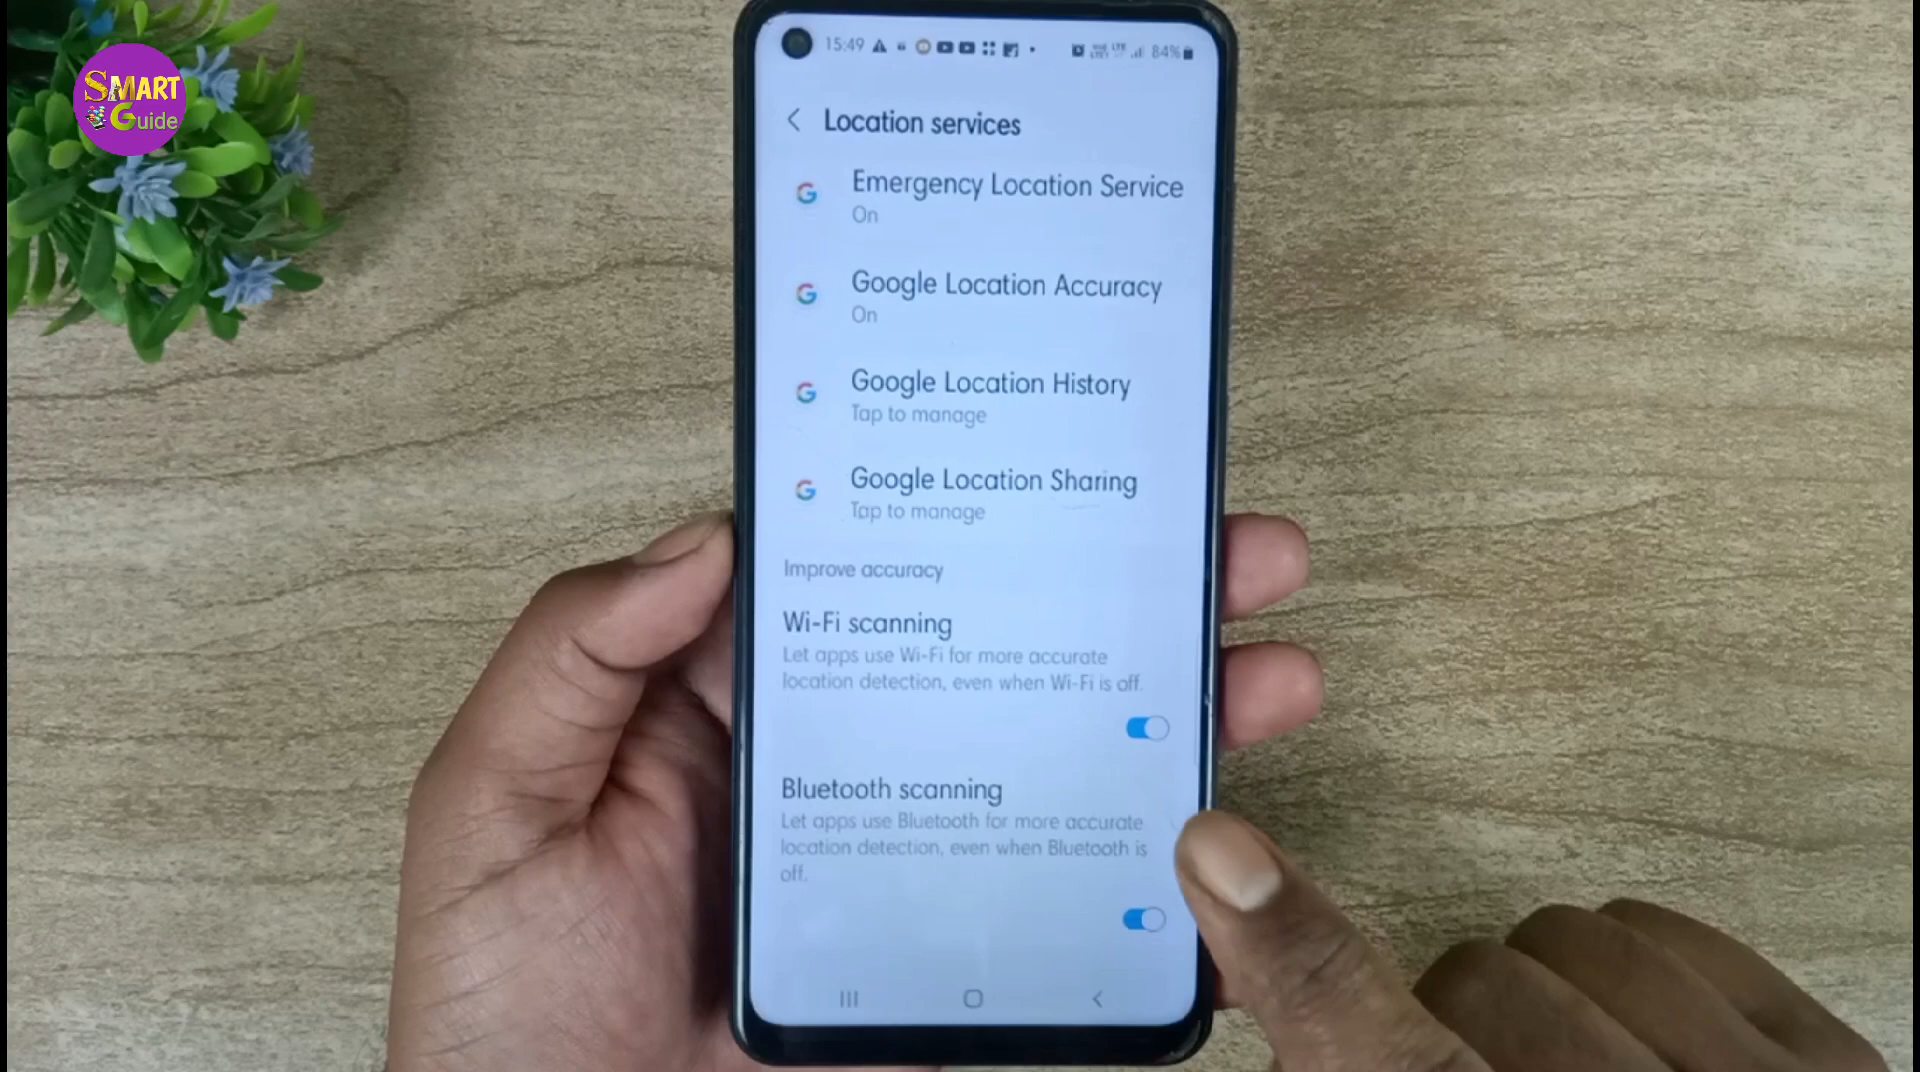 SMART
Guide
15:49
84%
Location services
Emergency Location Service
On
Google Location Accuracy
On
Google Location History
Tap to manage
Google Location Sharing
Tap to manage
Improve accuracy
Wi-Fi scanning
Let apps use Wi-Fi for more accurate
location detection, even when Wi-Fi is off.
Bluetooth scanning
Let apps use Bluetooth for more accurate
location detection, even when Bluetooth is
off.